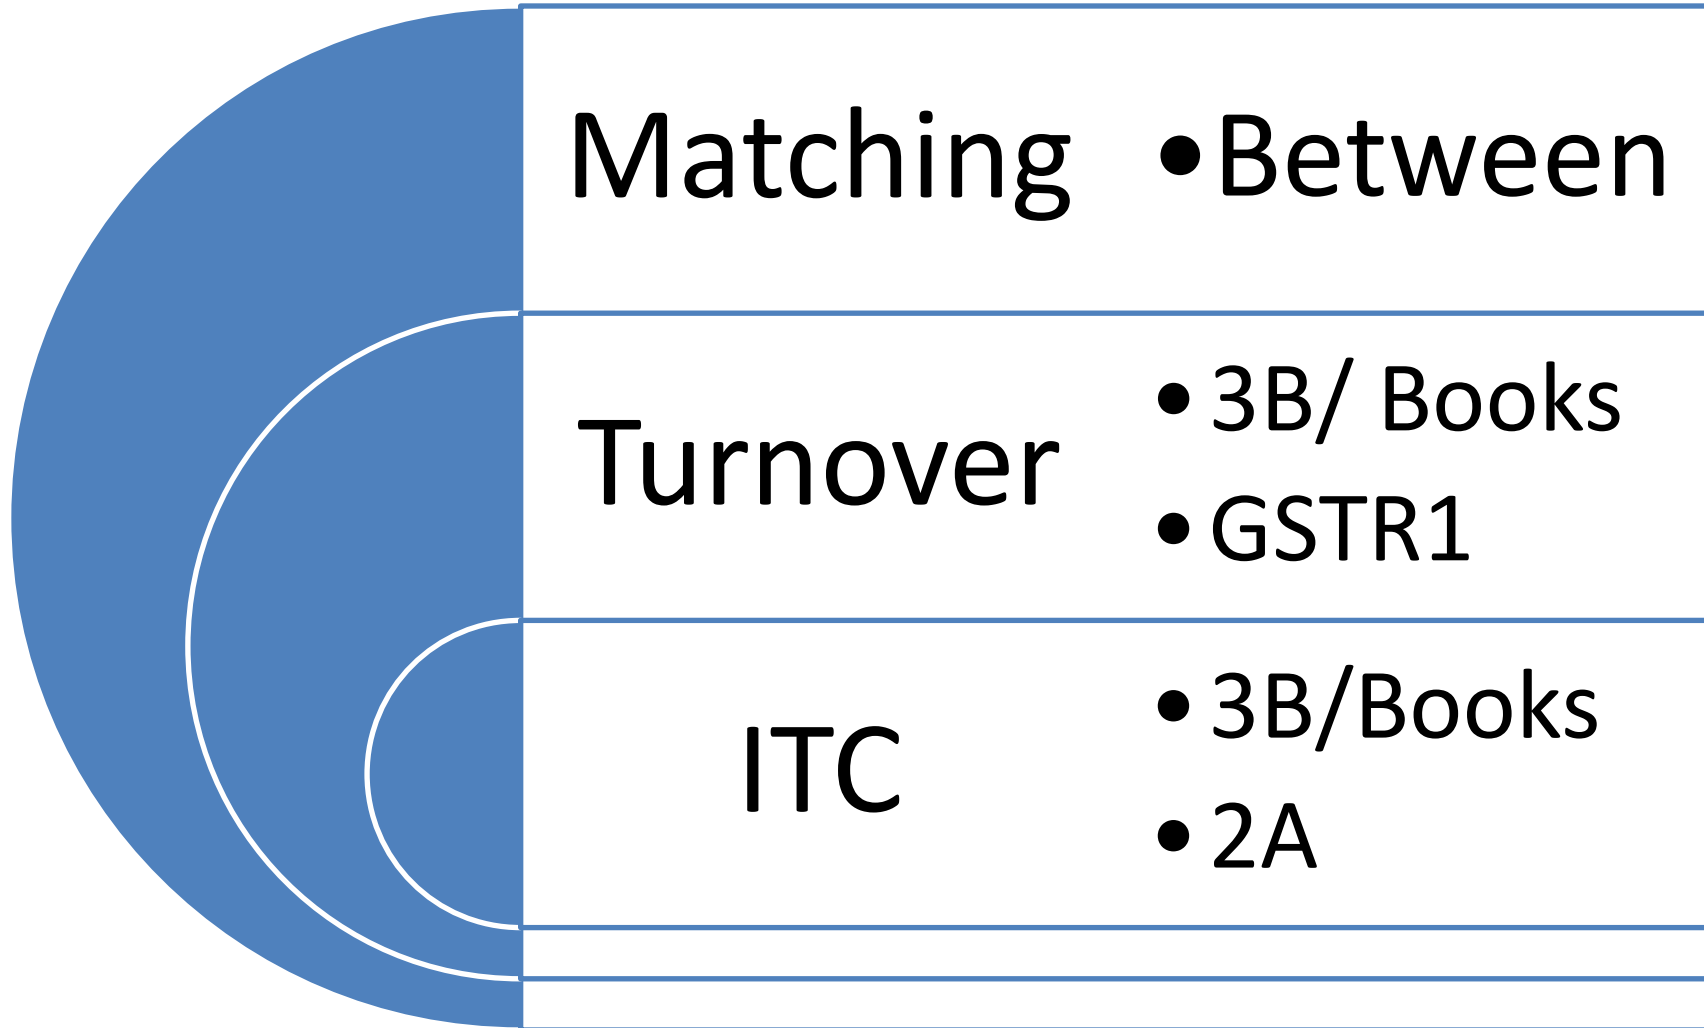 Matching •Between
Turnover
• 3B/ Books
• GSTR1
ITC
• 3B/Books
• 2A